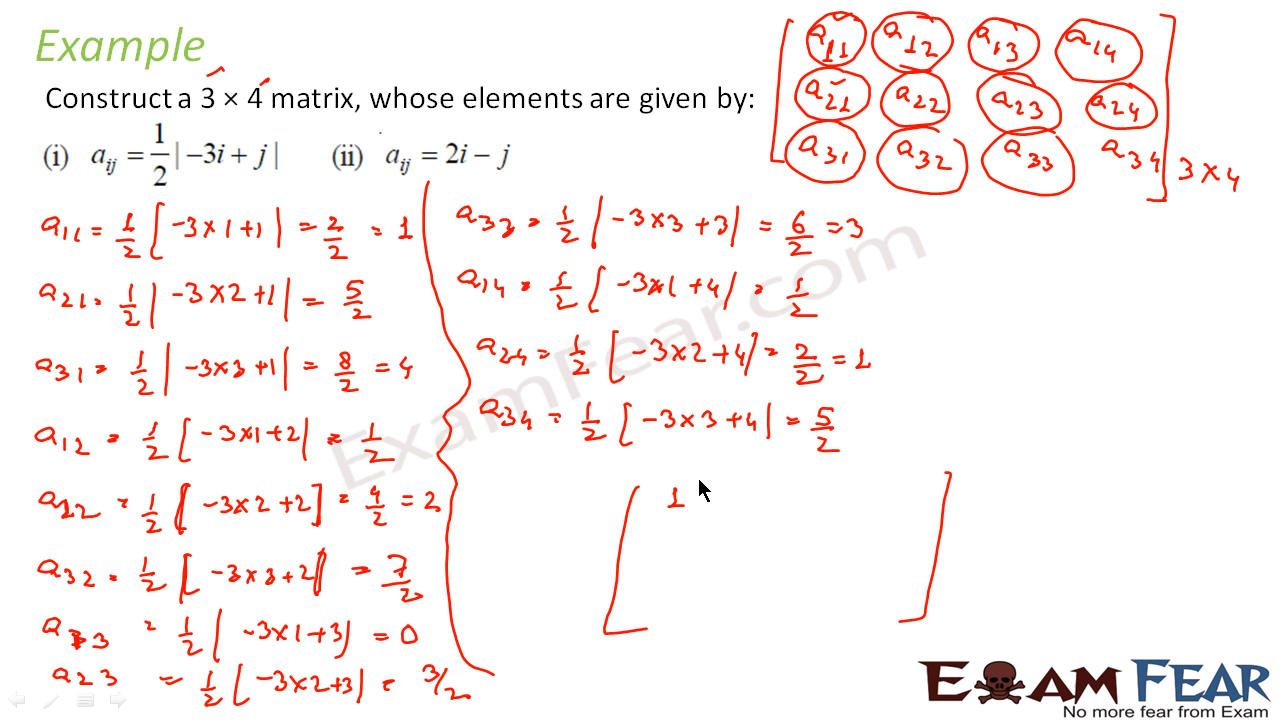 Example
Construct a 3 × 4 matrix, whose elements are given by:
(i) aij = 1/2 |−3i + j| (ii) aij = 2i − j
a11 a12 a13 a14
a21 a22 a23 a24
a31 a32 a33 a34
3×4
a11 = 1/2 |−3×1+1| = 2/2 = 1
a21 = 1/2 |−3×2+1| = 5/2
a31 = 1/2 |−3×3+1| = 8/2 = 4
a12 = 1/2 |−3×1+2| = 1/2
a22 = 1/2 [−3×2+2] = 4/2 = 2
a32 = 1/2 |−3×3+2| = 7/2
a13 = 1/2 |−3×1+3| = 0
a23 = 1/2 |−3×2+3| = 3/2
a33 = 1/2 |−3×3+3| = 6/2 = 3
a14 = 1/2 |−3×1+4| = 1/2
a24 = 1/2 |−3×2+4| = 2/2 = 1
a34 = 1/2 |−3×3+4| = 5/2
1
ExamFear.com
EXAM FEAR
No more fear from Exam